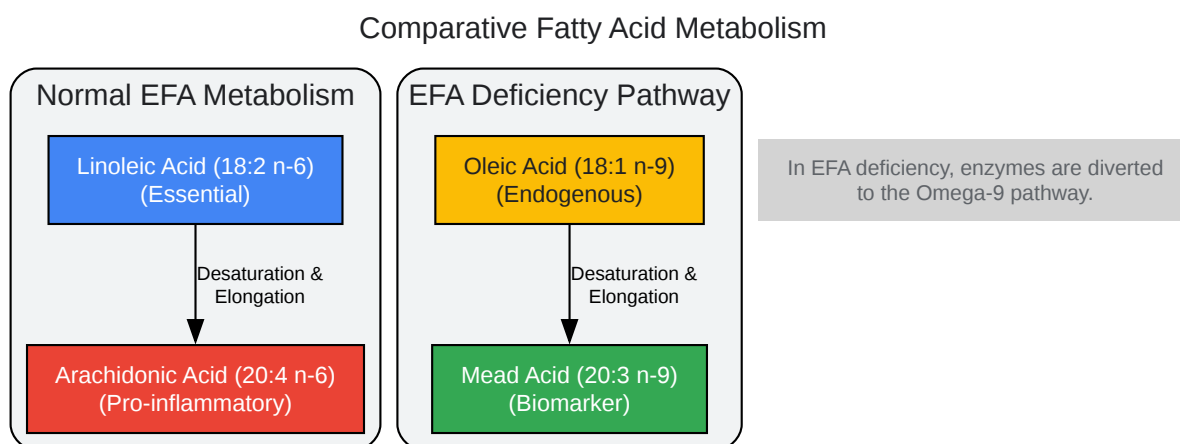 Comparative Fatty Acid Metabolism
Normal EFA Metabolism
Linoleic Acid (18:2 n-6)
(Essential)
Desaturation &
Elongation
Arachidonic Acid (20:4 n-6)
(Pro-inflammatory)
EFA Deficiency Pathway
Oleic Acid (18:1 n-9)
(Endogenous)
Desaturation &
Elongation
Mead Acid (20:3 n-9)
(Biomarker)
In EFA deficiency, enzymes are diverted
to the Omega-9 pathway.